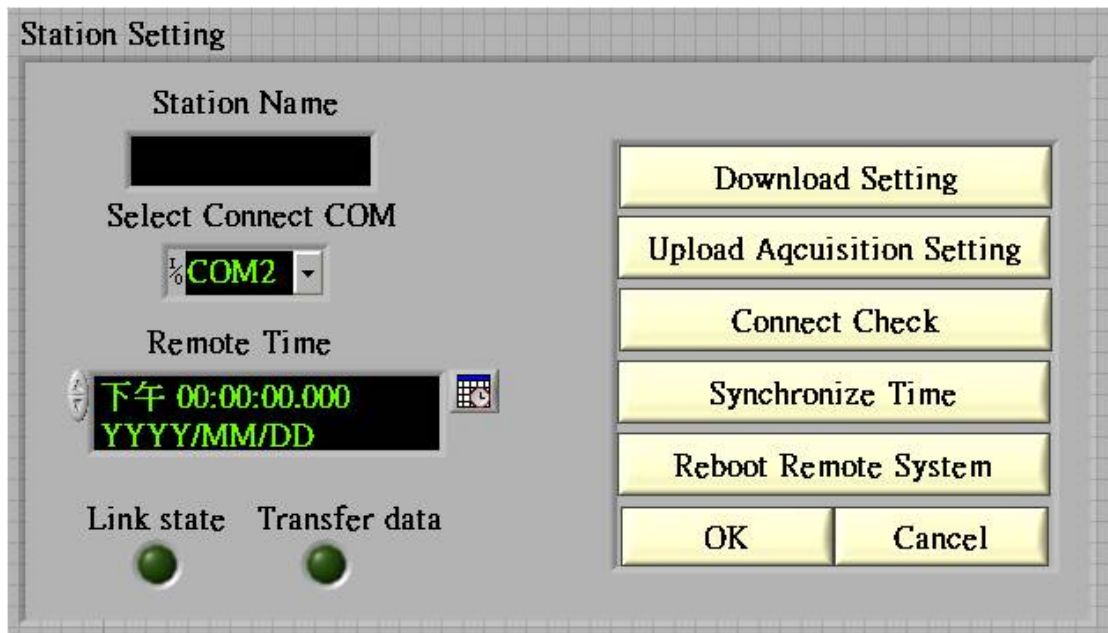 Station Setting
Station Name
Select Connect COM
I/O COM2
Remote Time
下午 00:00:00.000
YYYY/MM/DD
Link state Transfer data
Download Setting
Upload Aqcuisition Setting
Connect Check
Synchronize Time
Reboot Remote System
OK Cancel